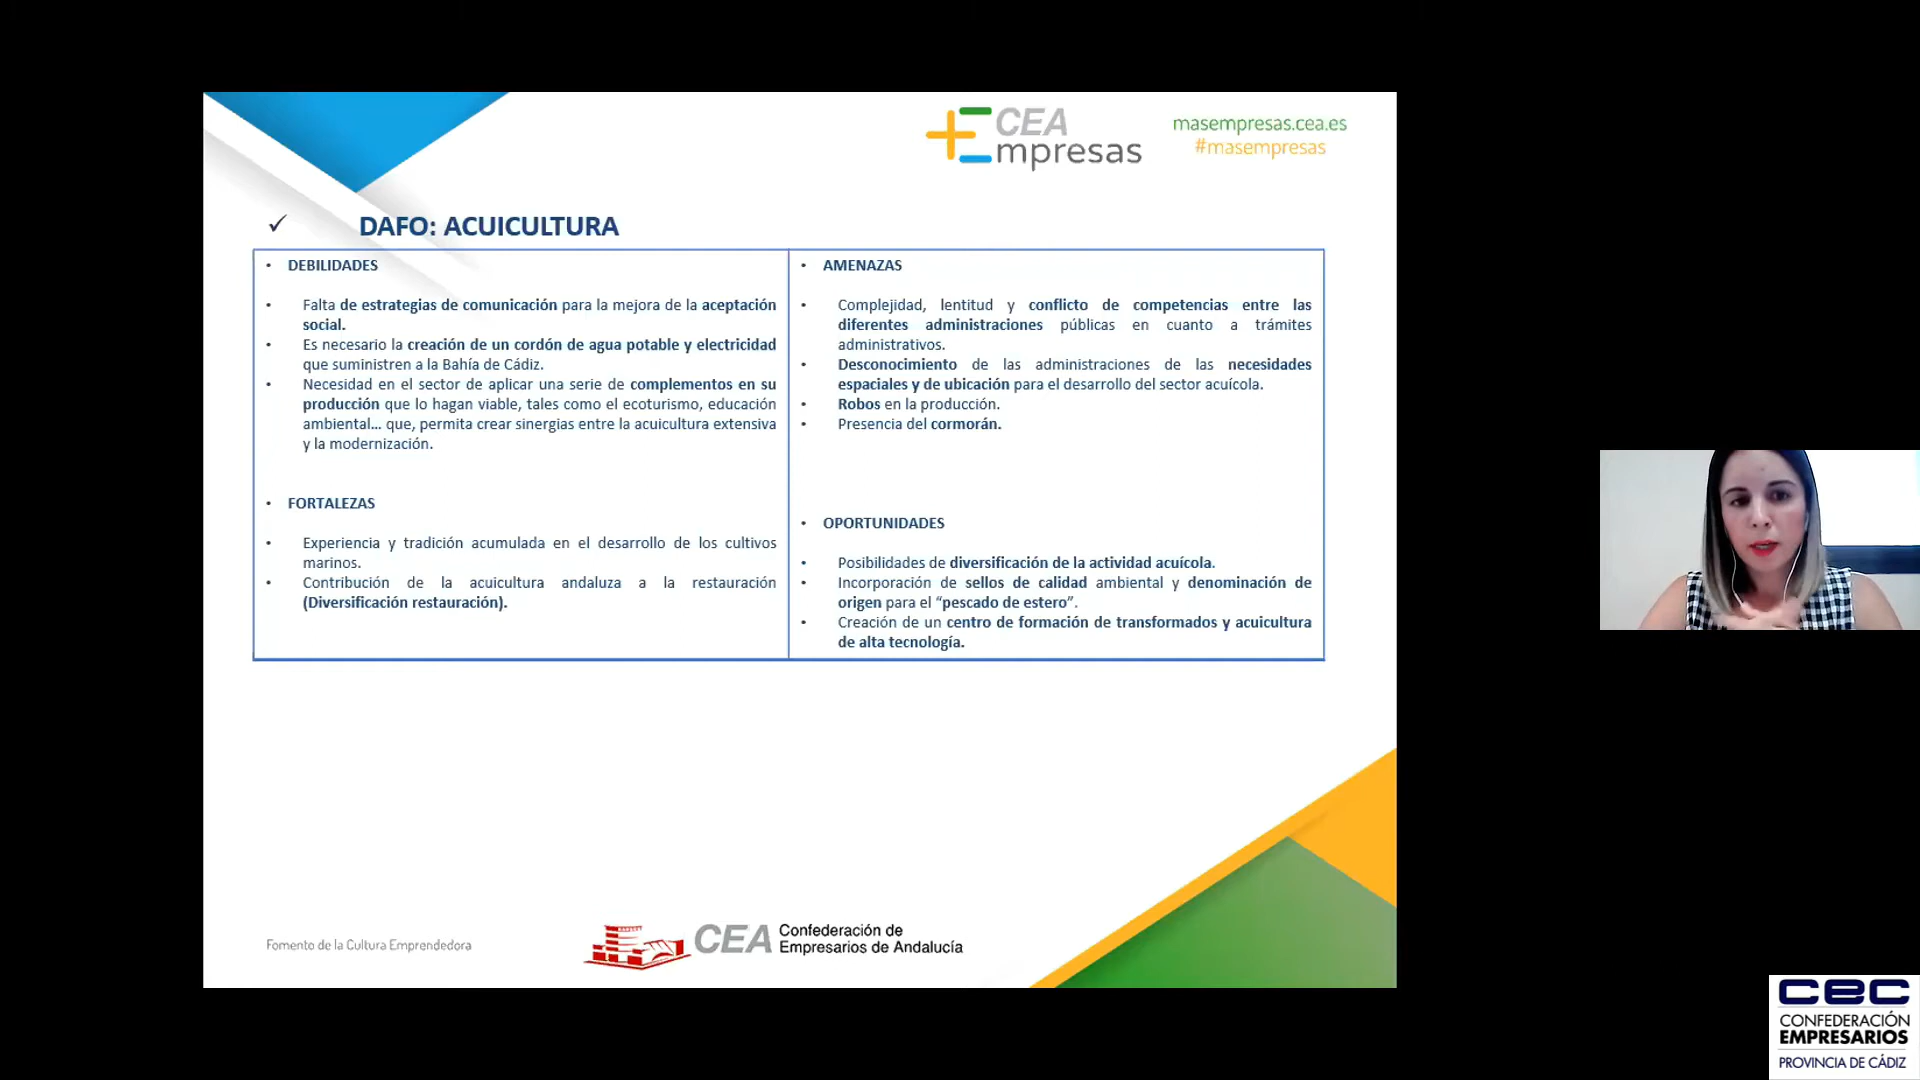 CEA
Empresas
masempresas.cea.es
#masempresas
✓ DAFO: ACUICULTURA
• DEBILIDADES
• Falta de estrategias de comunicación para la mejora de la aceptación
social.
• Es necesario la creación de un cordón de agua potable y electricidad
que suministren a la Bahía de Cádiz.
• Necesidad en el sector de aplicar una serie de complementos en su
producción que lo hagan viable, tales como el ecoturismo, educación
ambiental... que, permita crear sinergias entre la acuicultura extensiva
y la modernización.
• FORTALEZAS
• Experiencia y tradición acumulada en el desarrollo de los cultivos
marinos.
• Contribución de la acuicultura andaluza a la restauración
(Diversificación restauración).
• AMENAZAS
• Complejidad, lentitud y conflicto de competencias entre las
diferentes administraciones públicas en cuanto a trámites
administrativos.
• Desconocimiento de las administraciones de las necesidades
espaciales y de ubicación para el desarrollo del sector acuícola.
• Robos en la producción.
• Presencia del cormorán.
• OPORTUNIDADES
• Posibilidades de diversificación de la actividad acuícola.
• Incorporación de sellos de calidad ambiental y denominación de
origen para el “pescado de estero”.
• Creación de un centro de formación de transformados y acuicultura
de alta tecnología.
Fomento de la Cultura Emprendedora
CEA Confederación de
Empresarios de Andalucía
cec
CONFEDERACIÓN
EMPRESARIOS
PROVINCIA DE CÁDIZ